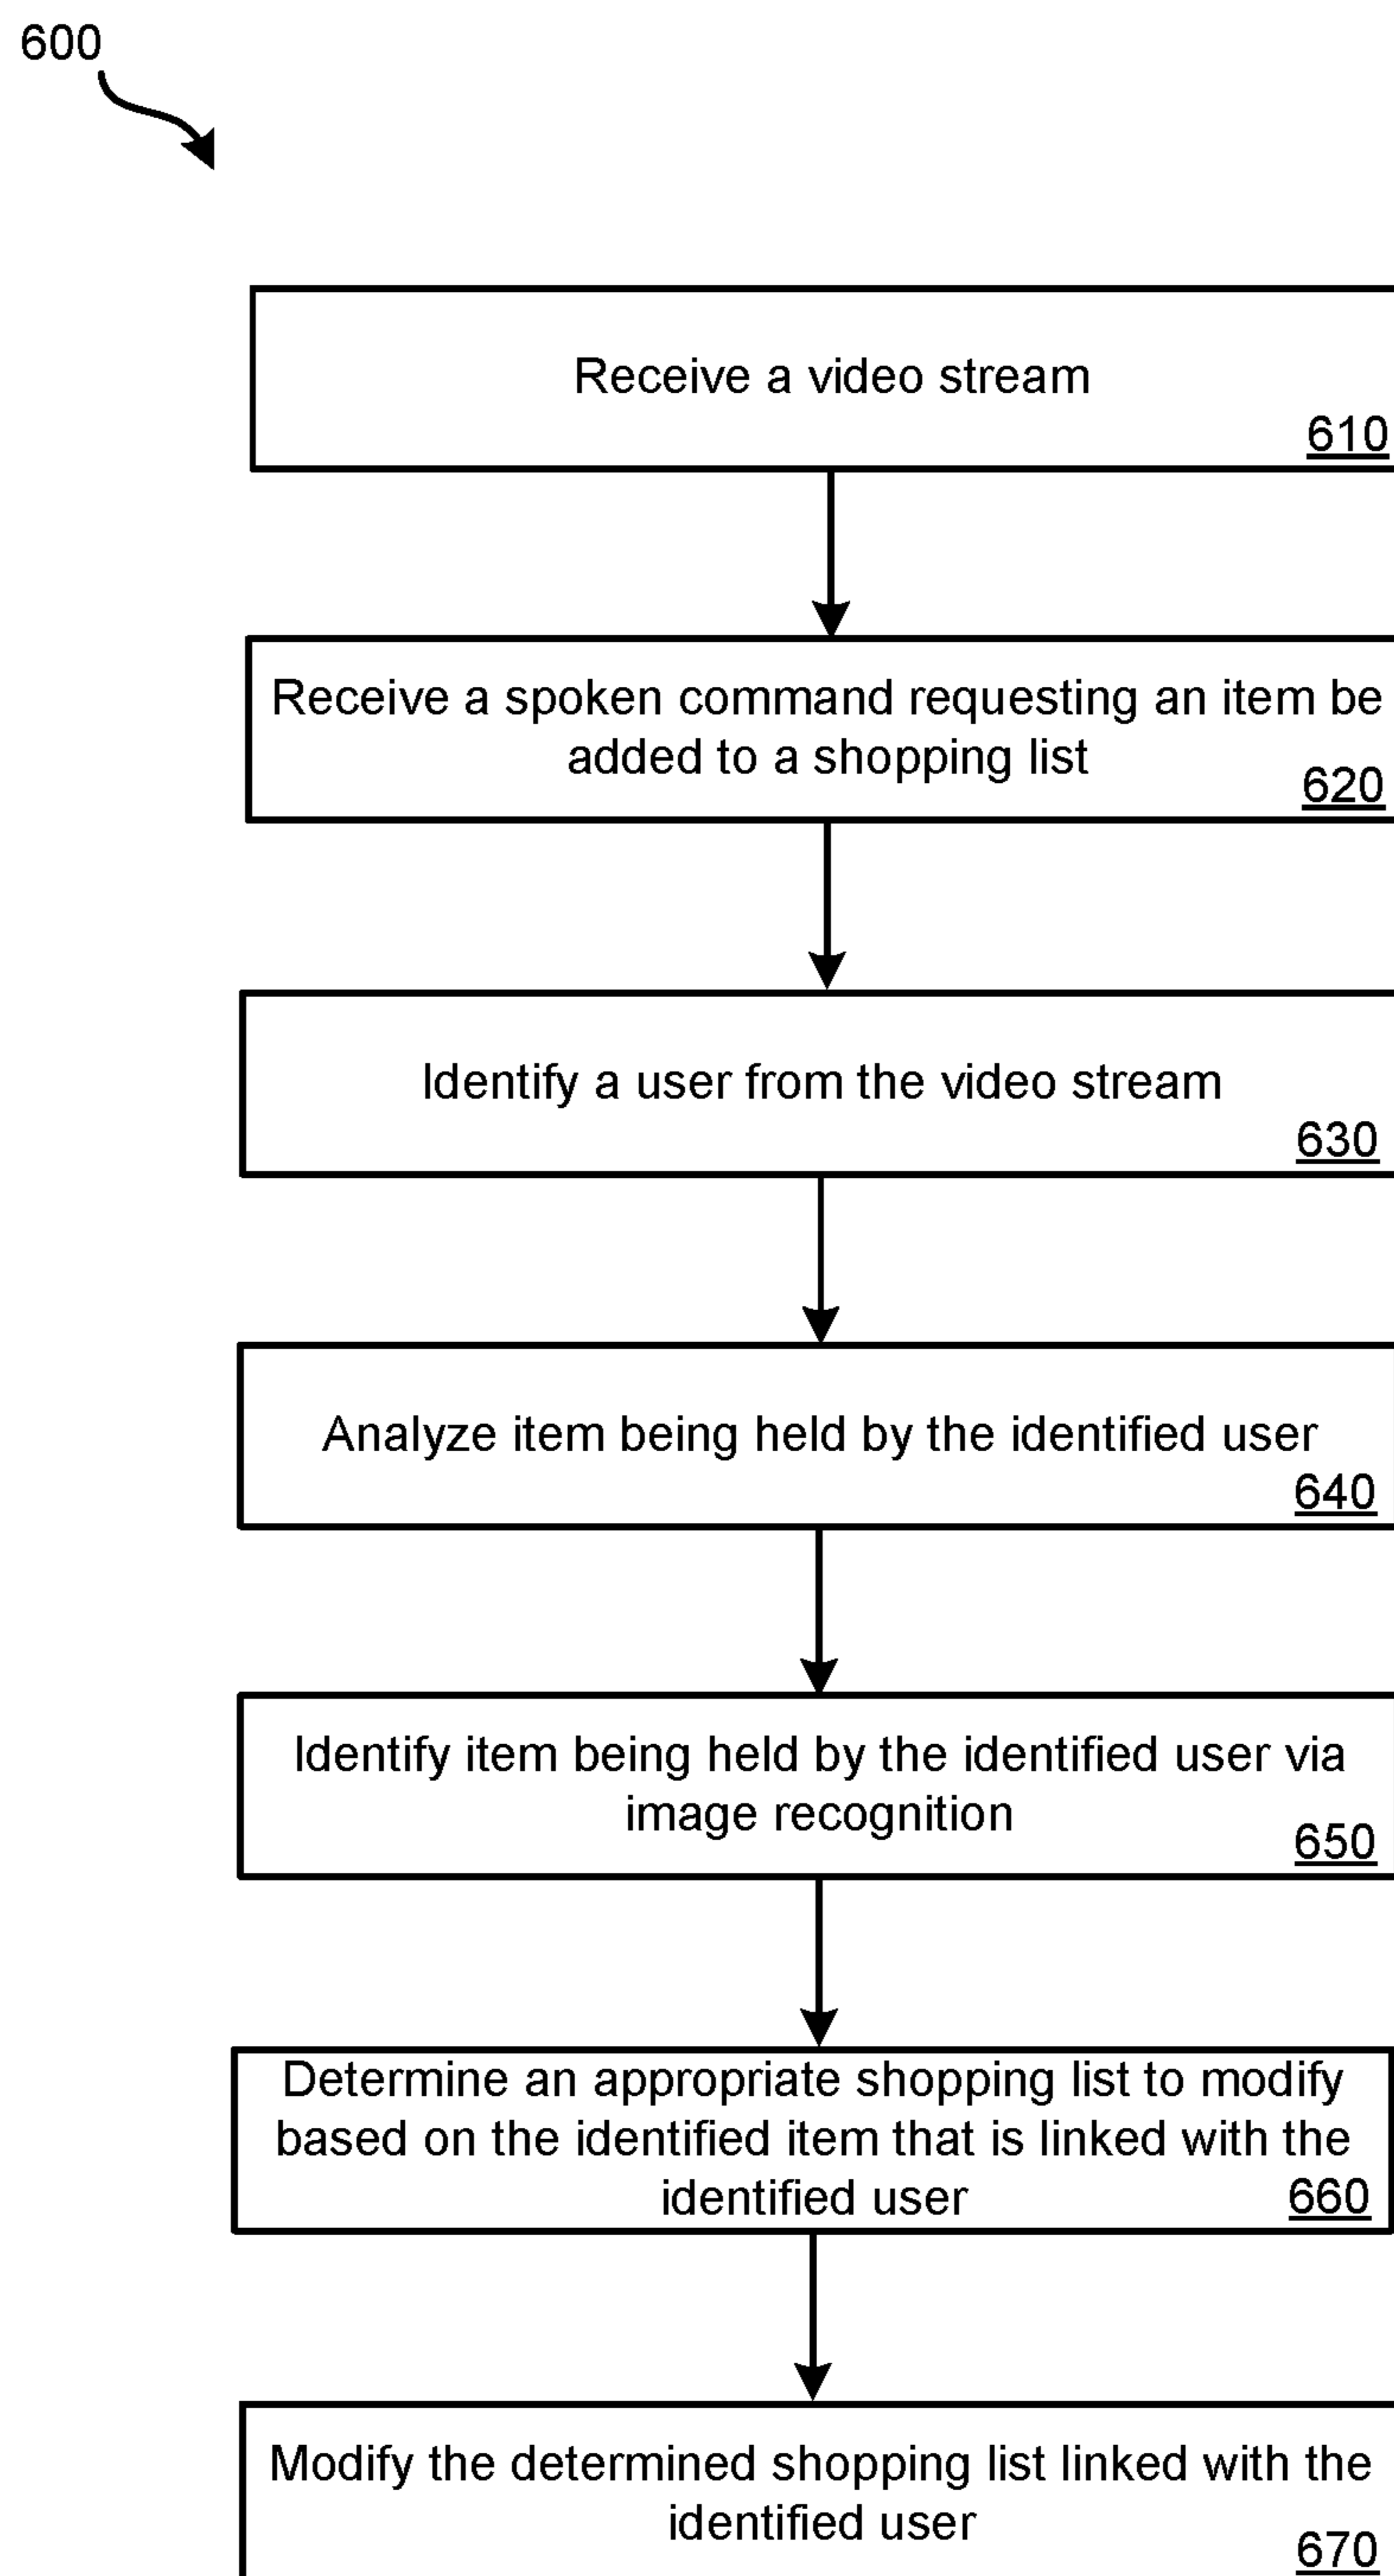 600
Receive a video stream
610
Receive a spoken command requesting an item be
added to a shopping list
620
Identify a user from the video stream
630
Analyze item being held by the identified user
640
Identify item being held by the identified user via
image recognition
650
Determine an appropriate shopping list to modify
based on the identified item that is linked with the
identified user
660
Modify the determined shopping list linked with the
identified user
670